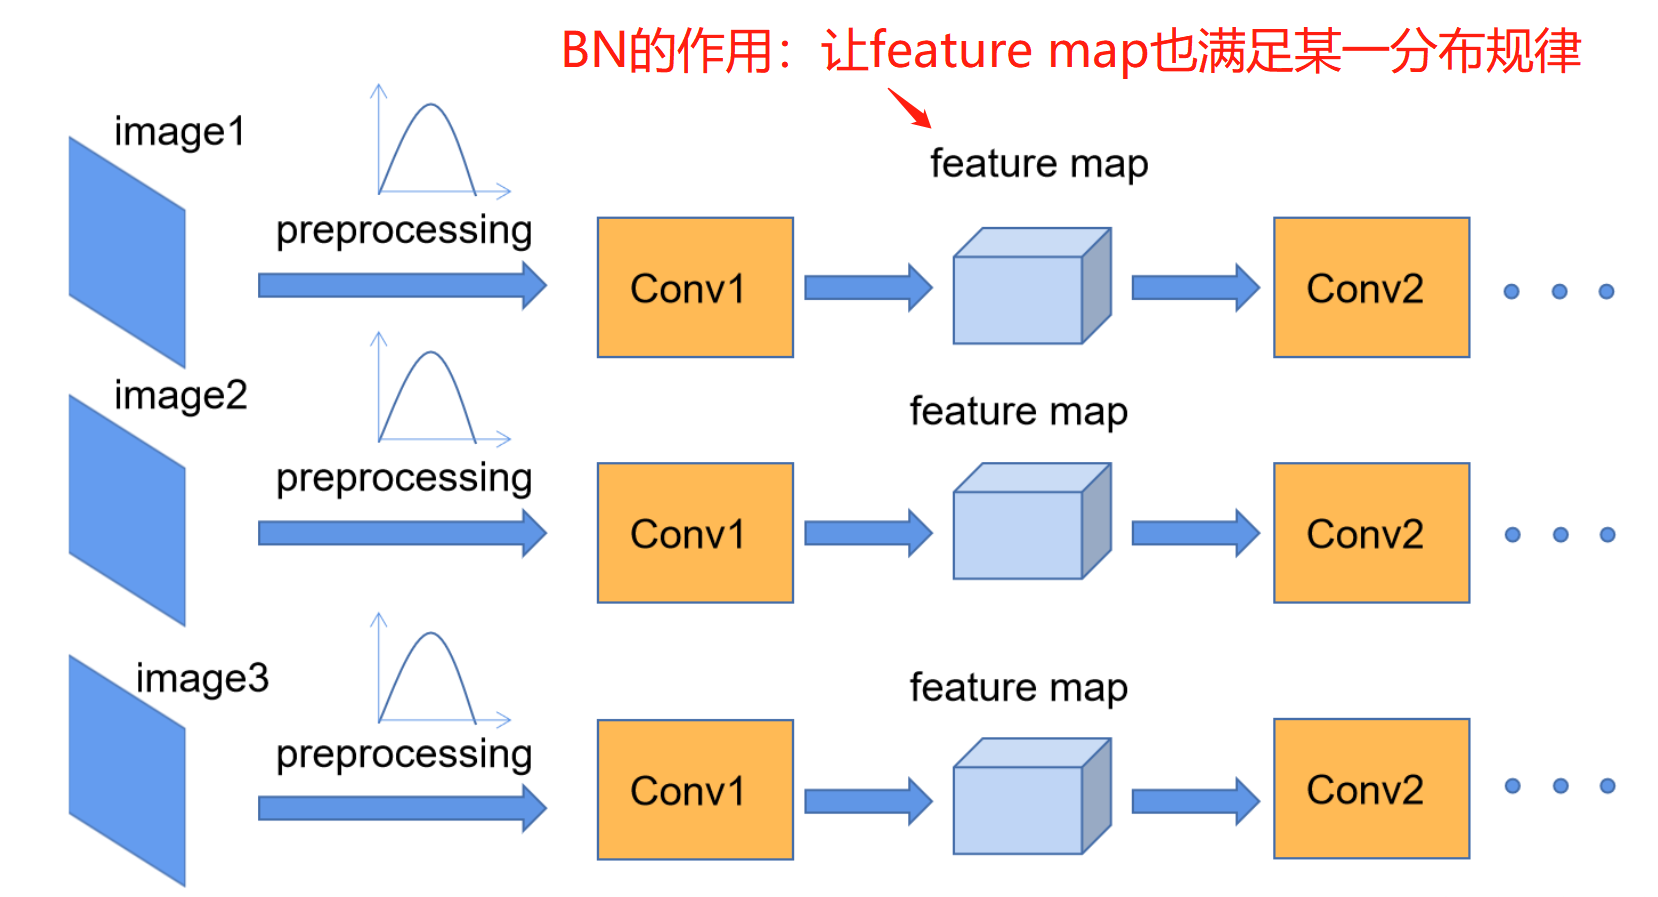 BN的作用：让feature map也满足某一分布规律
image1
preprocessing
feature map
Conv1
Conv2
image2
preprocessing
feature map
Conv1
Conv2
image3
preprocessing
feature map
Conv1
Conv2